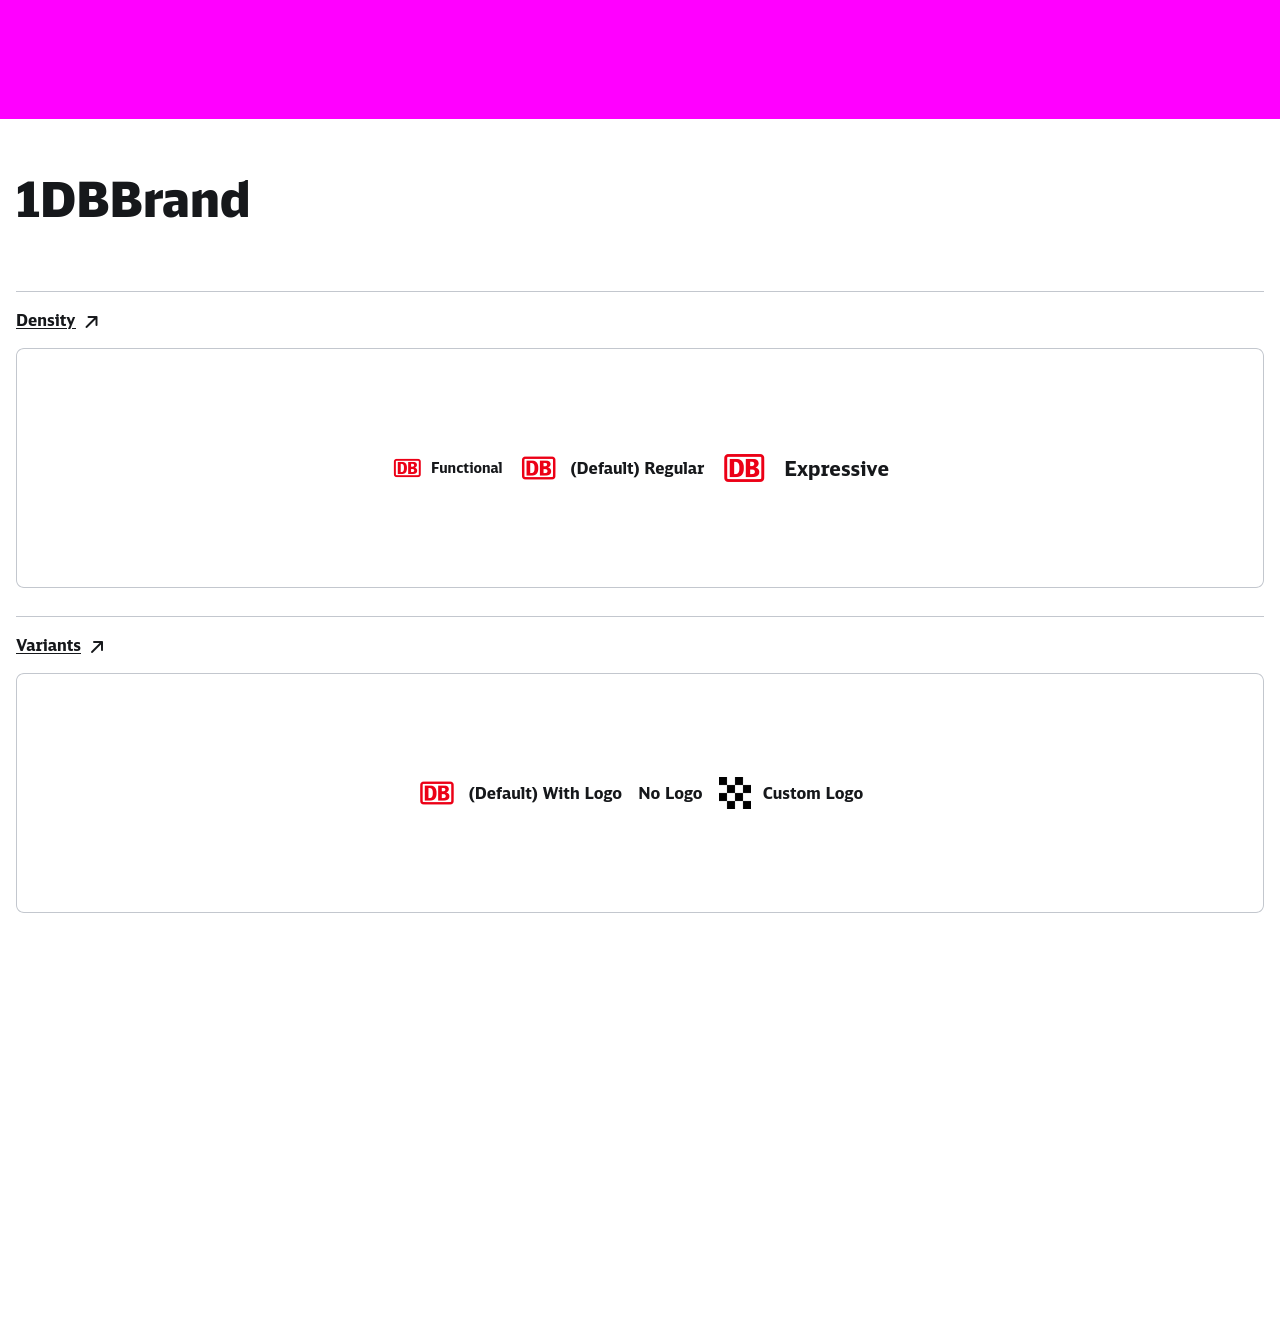 1DBBrand
Density
DB Functional DB (Default) Regular DB Expressive
Variants
DB (Default) With Logo No Logo Custom Logo